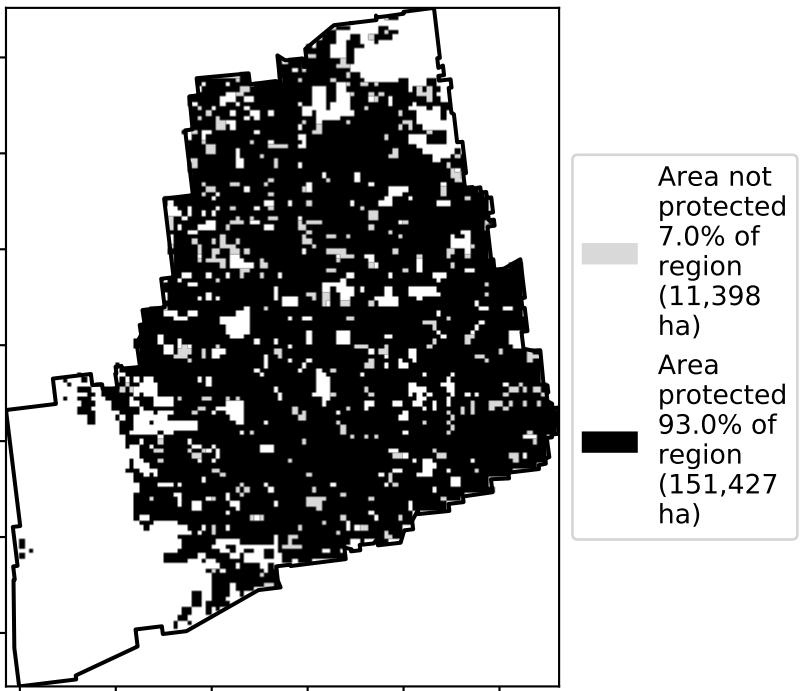 Area not
protected
7.0% of
region
(11,398
ha)
Area
protected
93.0% of
region
(151,427
ha)